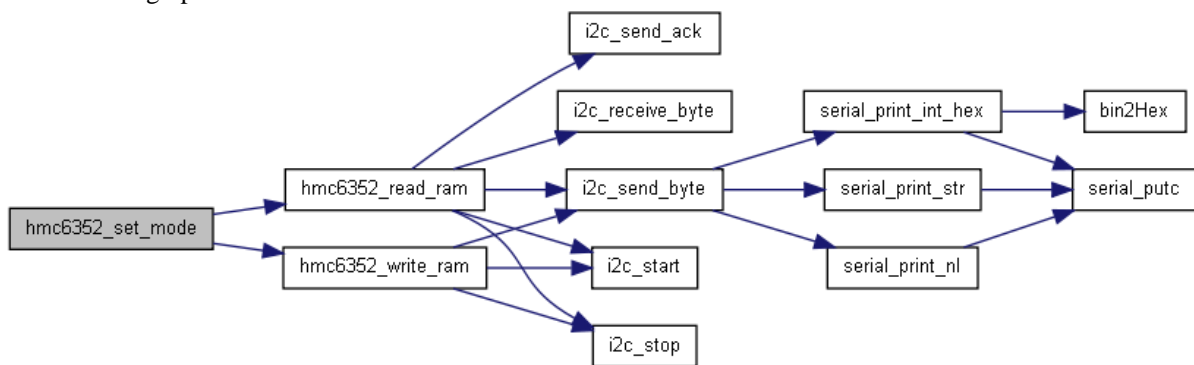 i2c_send_ack
i2c_receive_byte
serial_print_int_hex
bin2Hex
hmc6352_read_ram
i2c_send_byte
serial_print_str
serial_putc
hmc6352_set_mode
hmc6352_write_ram
i2c_start
serial_print_nl
i2c_stop